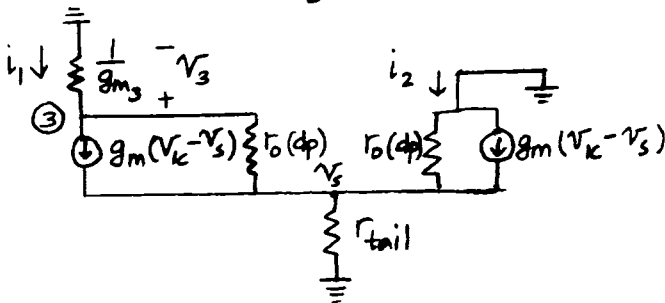 i₁ ↓ 1/gm₃ − v₃ +
i₂ ↓
③
gm(Vic−Vs) ro(dp) ro(dp) gm(Vic−Vs)
vs
rtail